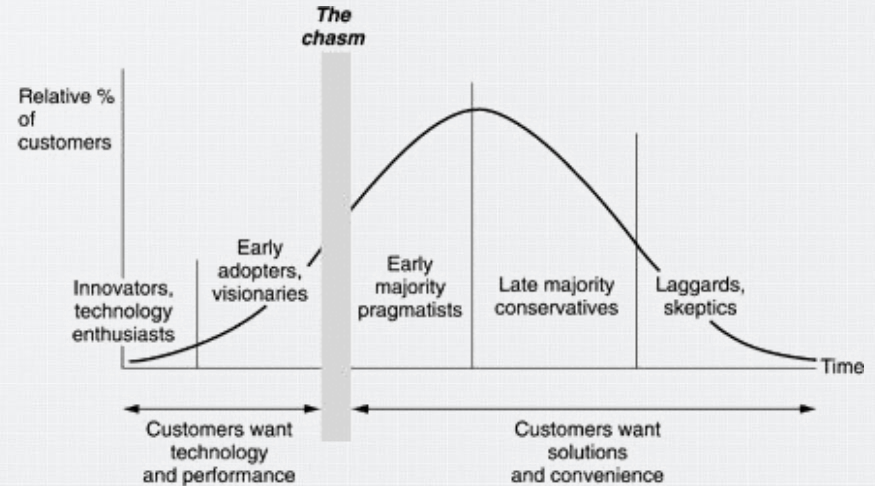 The
chasm
Relative %
of
customers
Innovators,
technology
enthusiasts
Early
adopters,
visionaries
Early
majority
pragmatists
Late majority
conservatives
Laggards,
skeptics
Time
Customers want
technology
and performance
Customers want
solutions
and convenience